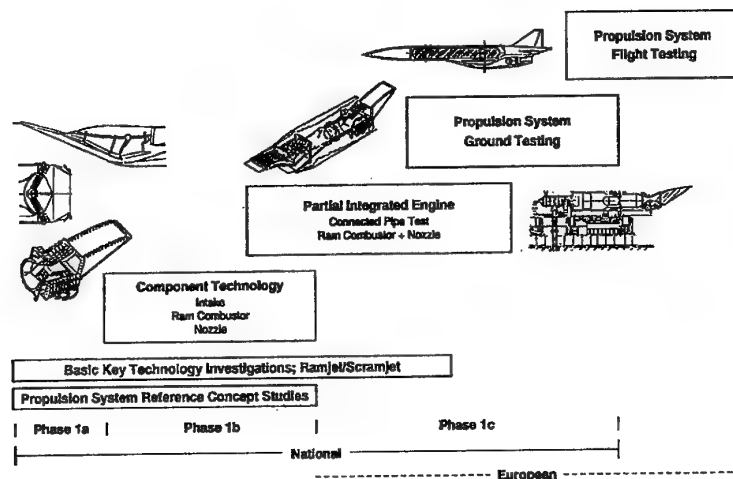 Propulsion System
Flight Testing
Propulsion System
Ground Testing
Partial Integrated Engine
Connected Pipe Test
Ram Combustor + Nozzle
Component Technology
Intake
Ram Combustor
Nozzle
Basic Key Technology Investigations; Ramjet/Scramjet
Propulsion System Reference Concept Studies
Phase 1a
Phase 1b
Phase 1c
National
European